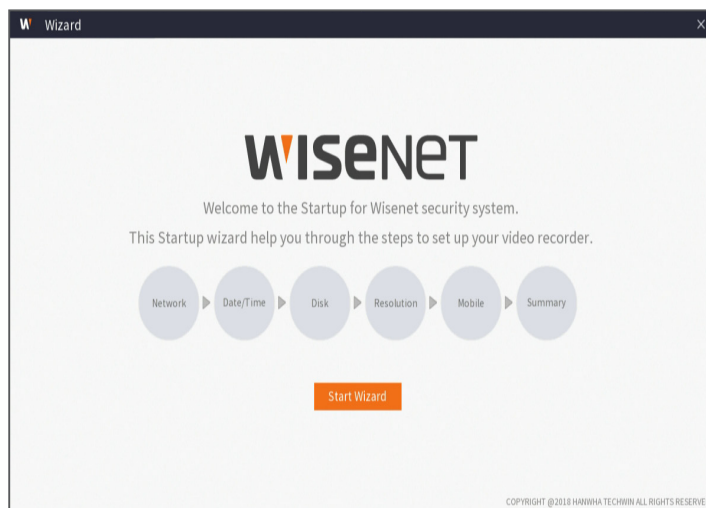 Wizard
WISENET
Welcome to the Startup for Wisenet security system.
This Startup wizard help you through the steps to set up your video recorder.
Network Date/Time Disk Resolution Mobile Summary
Start Wizard
COPYRIGHT @2018 HANWHA TECHWIN ALL RIGHTS RESERVE